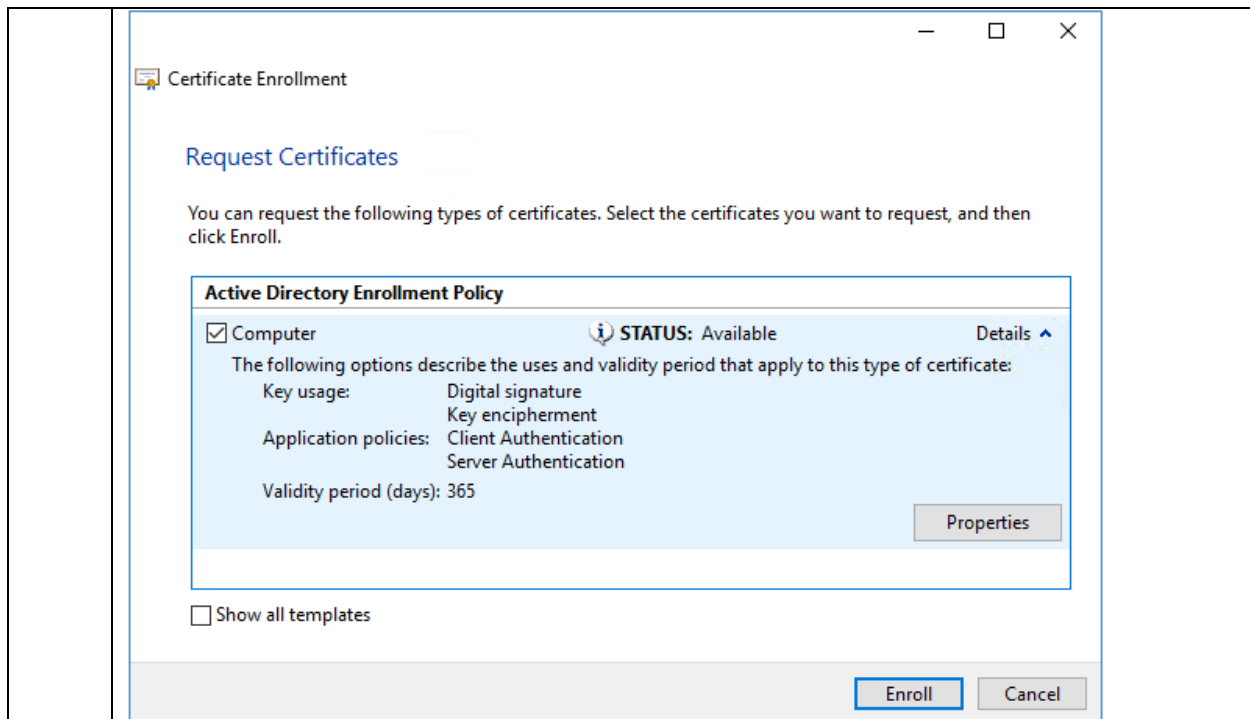 Certificate Enrollment
Request Certificates
You can request the following types of certificates. Select the certificates you want to request, and then
click Enroll.
Active Directory Enrollment Policy
Computer STATUS: Available Details
The following options describe the uses and validity period that apply to this type of certificate:
Key usage: Digital signature
Key encipherment
Application policies: Client Authentication
Server Authentication
Validity period (days): 365
Properties
Show all templates
Enroll Cancel